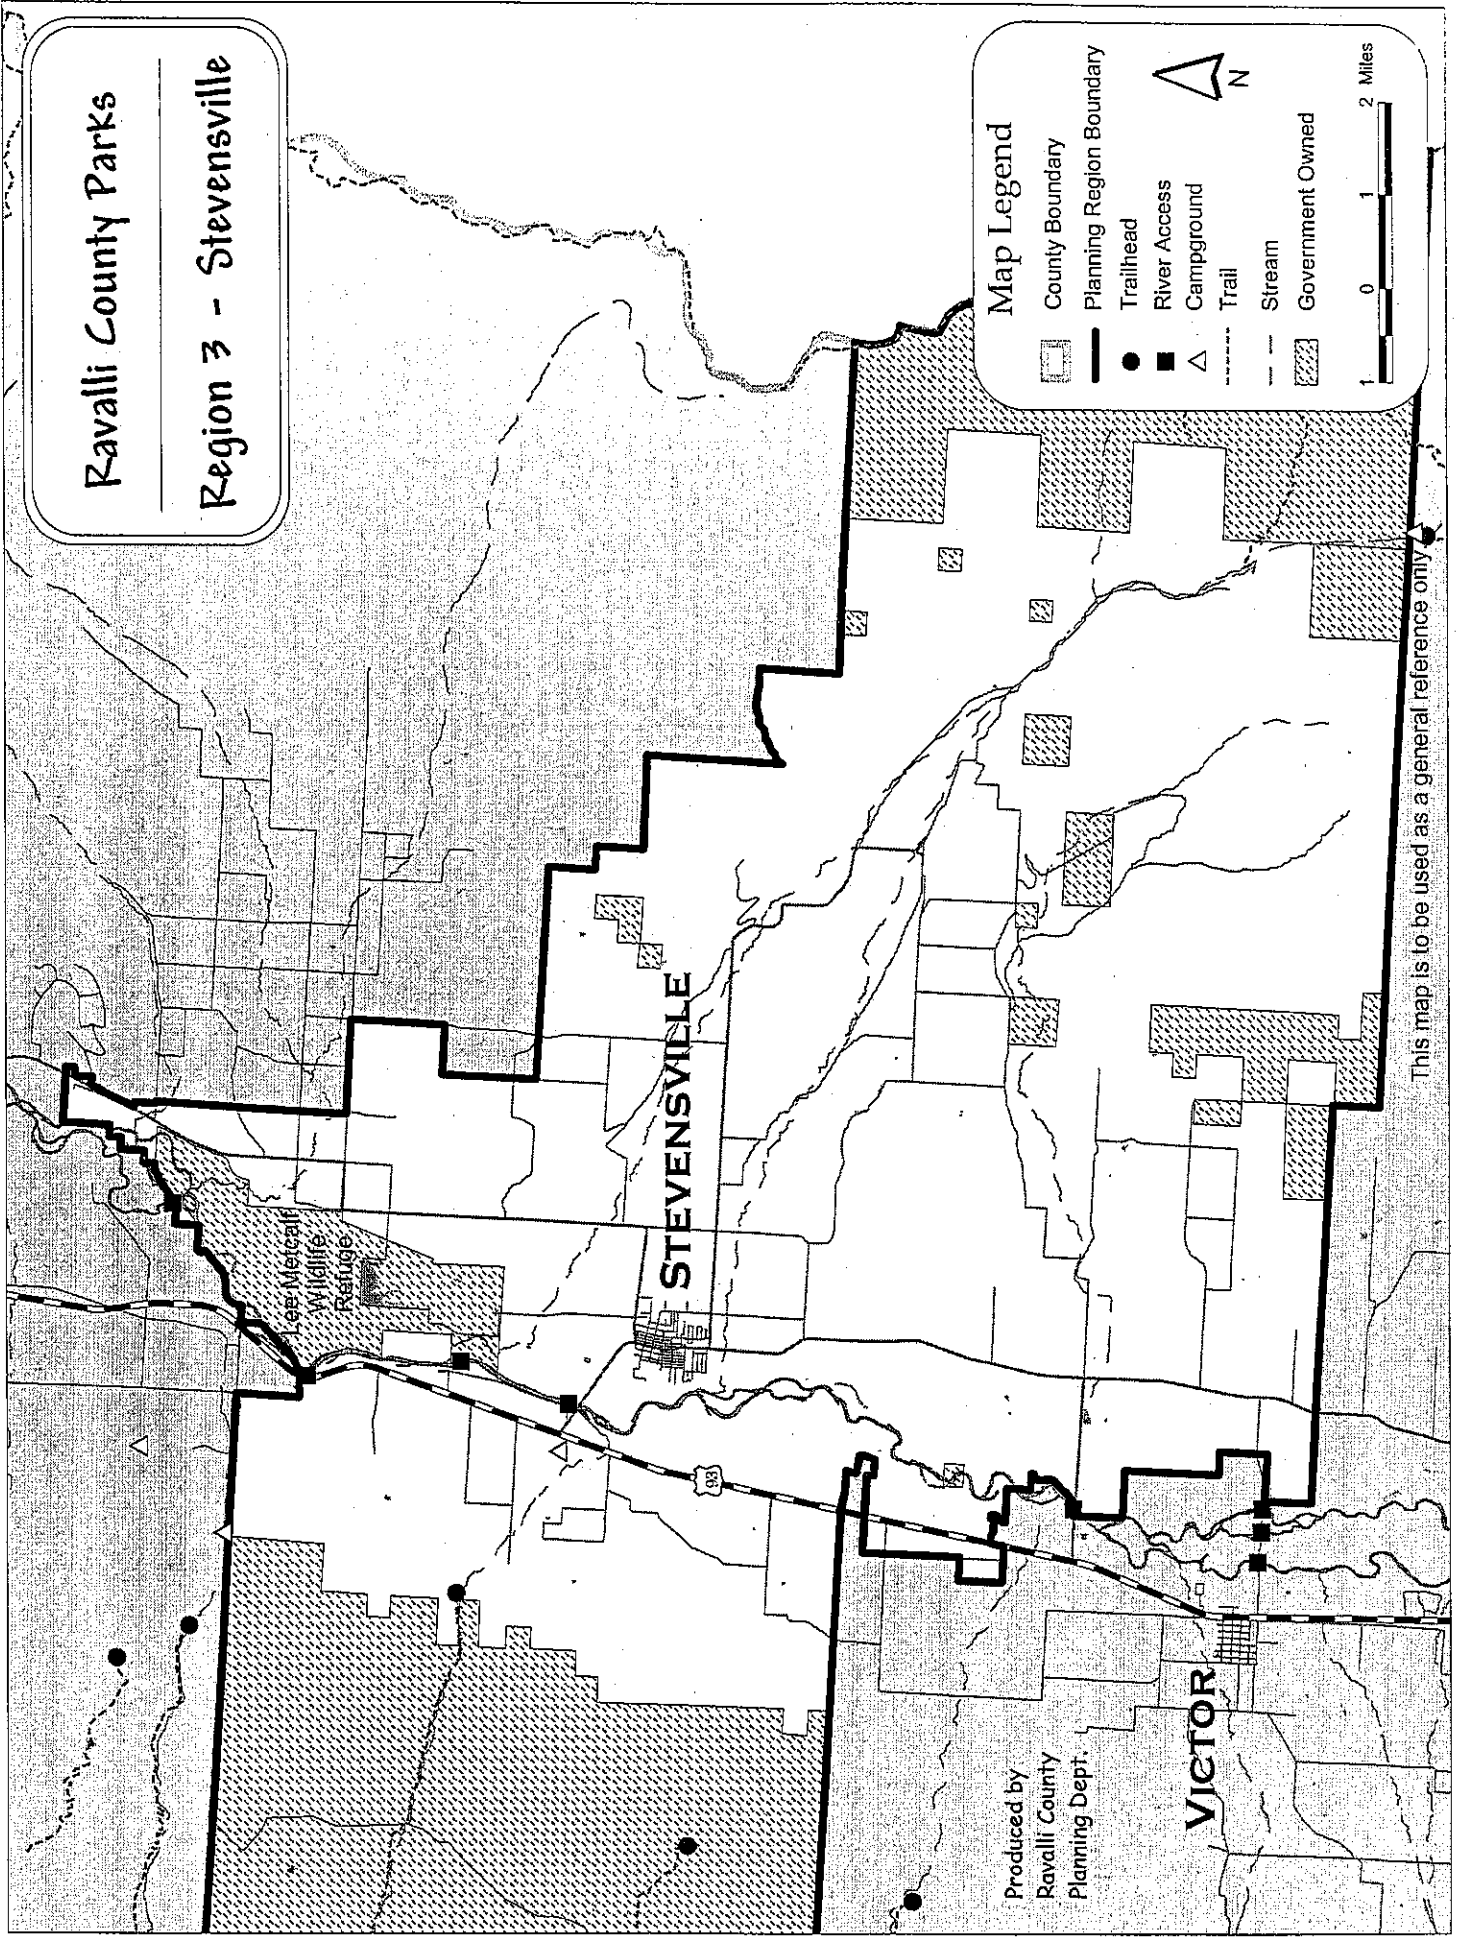 Ravalli County Parks
Region 3 - Stevensville
Lee Metcalf
Wildlife
Refuge
STEVENSVILLE
93
VICTOR
Produced by
Ravalli County
Planning Dept.
Map Legend
County Boundary
Planning Region Boundary
Trailhead
River Access
Campground
Trail
Stream
Government Owned
N
1 0 1 2 Miles
This map is to be used as a general reference only